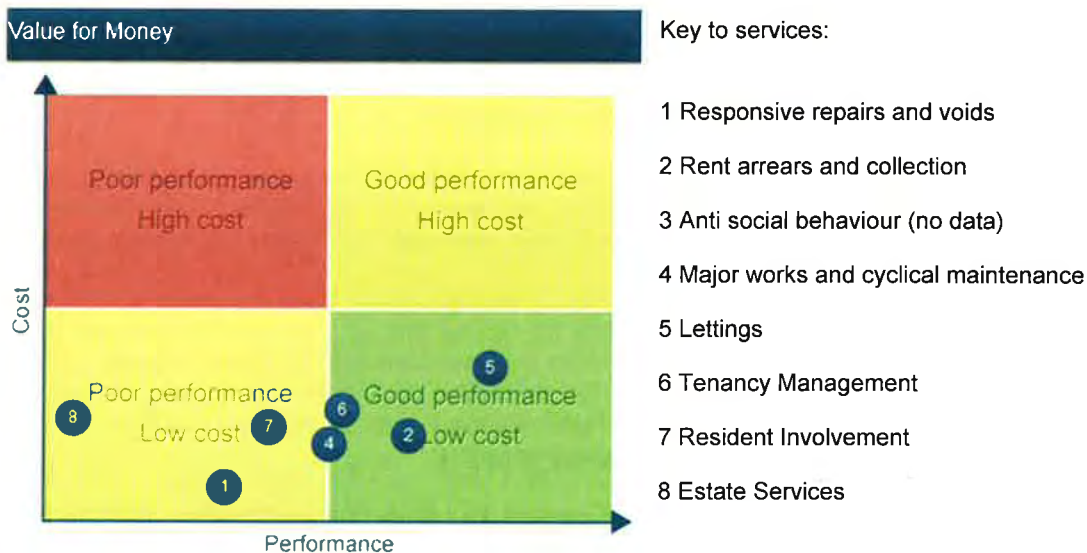 Value for Money
Key to services:
Poor performance
High cost
Good performance
High cost
Poor performance
Low cost
Good performance
Low cost
Cost
Performance
8
1
7
4
6
2
5
1 Responsive repairs and voids
2 Rent arrears and collection
3 Anti social behaviour (no data)
4 Major works and cyclical maintenance
5 Lettings
6 Tenancy Management
7 Resident Involvement
8 Estate Services